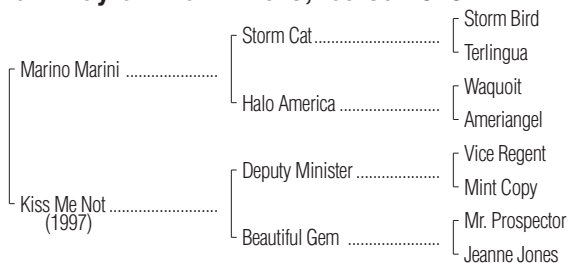 Storm Bird
Storm Cat ....................................
Terlingua
Marino Marini ..........................
Waquoit
Halo America .............................
Ameriangel
Vice Regent
Deputy Minister .......................
Mint Copy
Kiss Me Not ..............................
(1997)
Mr. Prospector
Beautiful Gem ..........................
Jeanne Jones